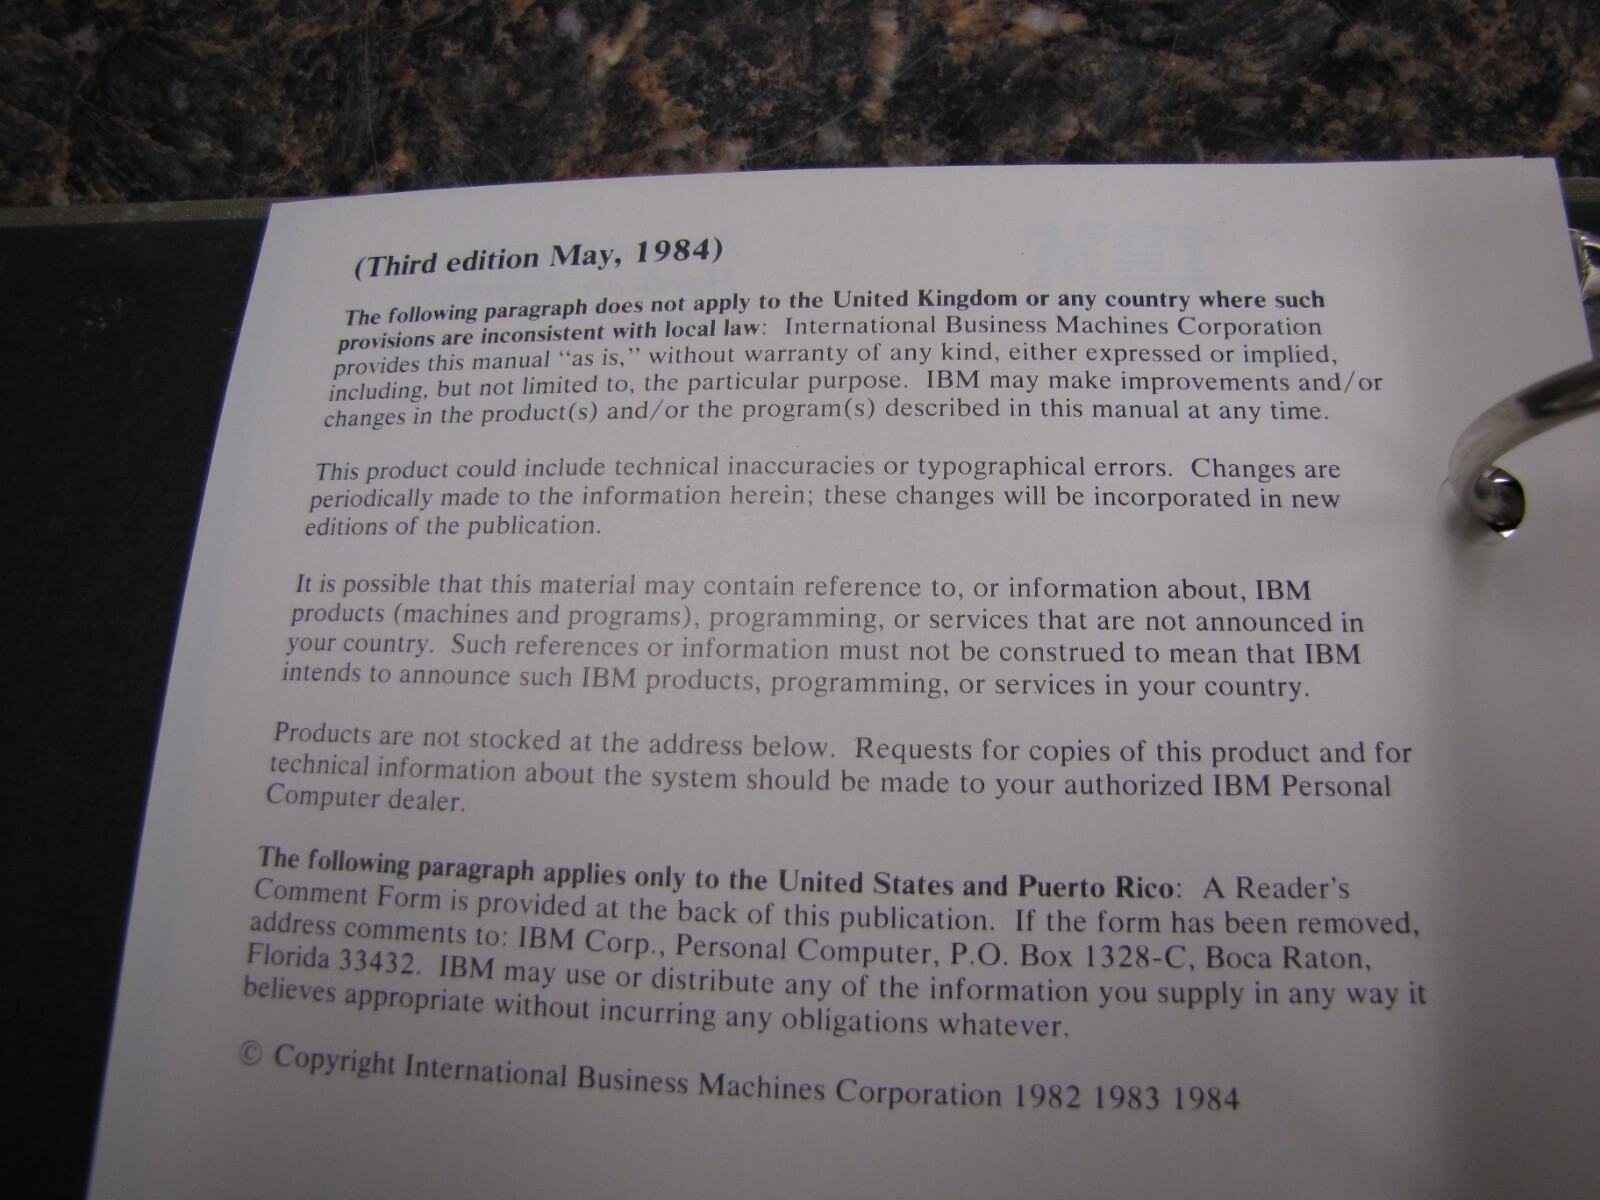 (Third edition May, 1984)
The following paragraph does not apply to the United Kingdom or any country where such
provisions are inconsistent with local law: International Business Machines Corporation
provides this manual “as is,” without warranty of any kind, either expressed or implied,
including, but not limited to, the particular purpose. IBM may make improvements and/or
changes in the product(s) and/or the program(s) described in this manual at any time.
This product could include technical inaccuracies or typographical errors. Changes are
periodically made to the information herein; these changes will be incorporated in new
editions of the publication.
It is possible that this material may contain reference to, or information about, IBM
products (machines and programs), programming, or services that are not announced in
your country. Such references or information must not be construed to mean that IBM
intends to announce such IBM products, programming, or services in your country.
Products are not stocked at the address below. Requests for copies of this product and for
technical information about the system should be made to your authorized IBM Personal
Computer dealer.
The following paragraph applies only to the United States and Puerto Rico: A Reader’s
Comment Form is provided at the back of this publication. If the form has been removed,
address comments to: IBM Corp., Personal Computer, P.O. Box 1328-C, Boca Raton,
Florida 33432. IBM may use or distribute any of the information you supply in any way it
believes appropriate without incurring any obligations whatever.
© Copyright International Business Machines Corporation 1982 1983 1984